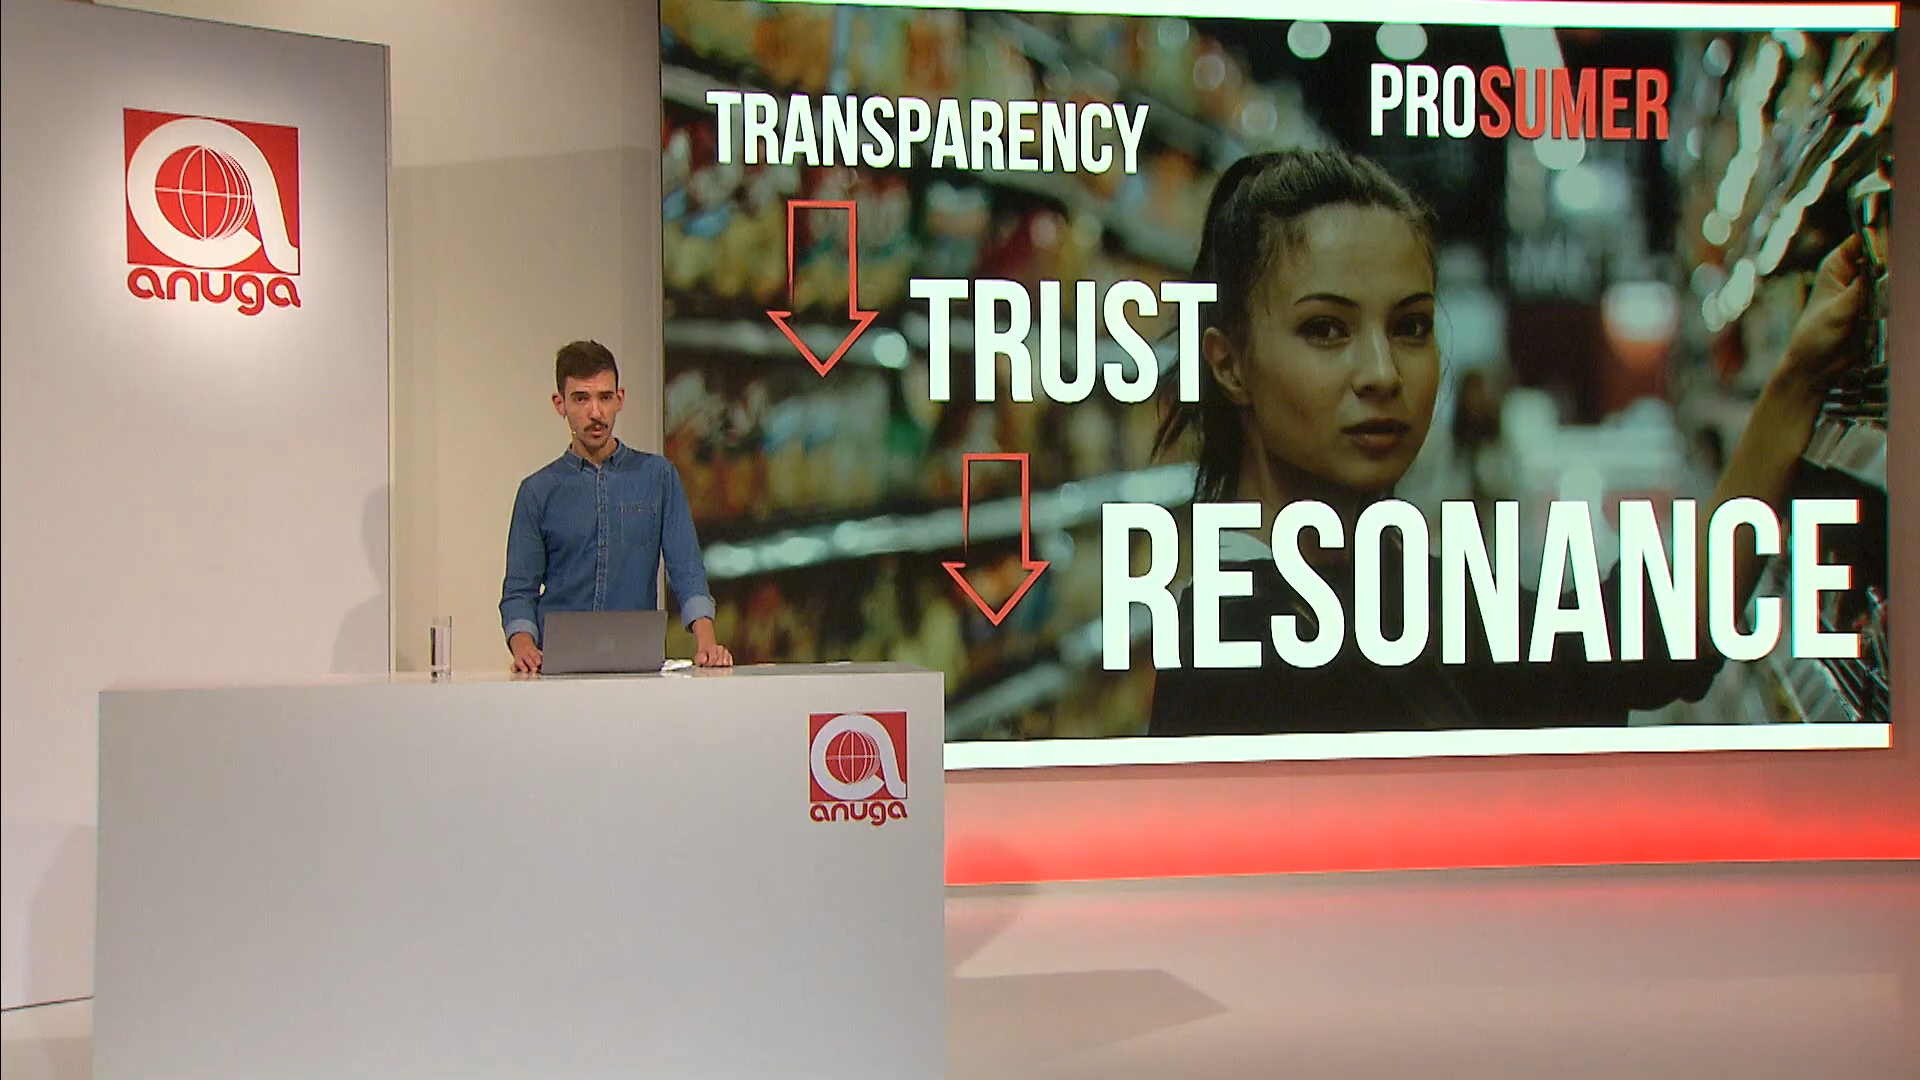 anuga
TRANSPARENCY
PROSUMER
TRUST
RESONANCE
anuga